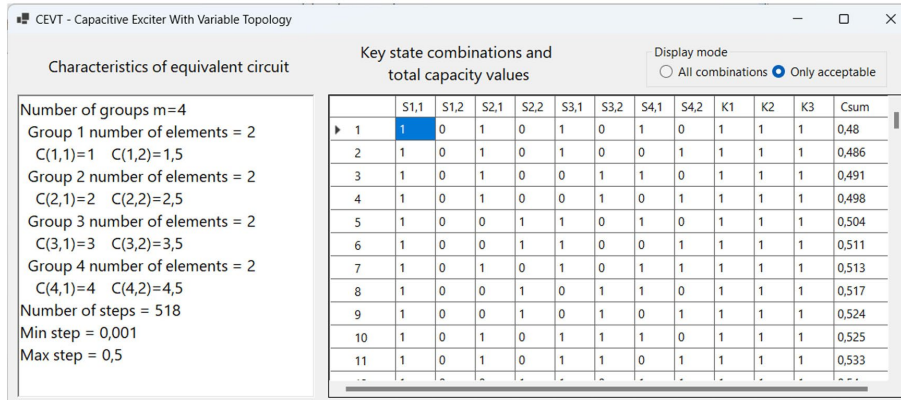 CEVT - Capacitive Exciter With Variable Topology
Characteristics of equivalent circuit
Key state combinations and
total capacity values
Display mode
All combinations Only acceptable
Number of groups m=4
Group 1 number of elements = 2
C(1,1)=1 C(1,2)=1,5
Group 2 number of elements = 2
C(2,1)=2 C(2,2)=2,5
Group 3 number of elements = 2
C(3,1)=3 C(3,2)=3,5
Group 4 number of elements = 2
C(4,1)=4 C(4,2)=4,5
Number of steps = 518
Min step = 0,001
Max step = 0,5
S1,1 S1,2 S2,1 S2,2 S3,1 S3,2 S4,1 S4,2 K1 K2 K3 Csum
1 1 0 1 0 1 0 1 0 1 1 1 0,48
2 1 0 1 0 1 0 0 1 1 1 1 0,486
3 1 0 1 0 0 1 1 0 1 1 1 0,491
4 1 0 1 0 0 1 0 1 1 1 1 0,498
5 1 0 0 1 1 0 1 0 1 1 1 0,504
6 1 0 0 1 1 0 0 1 1 1 1 0,511
7 1 0 1 0 1 0 1 1 1 1 1 0,513
8 1 0 0 1 0 1 1 0 1 1 1 0,517
9 1 0 0 1 0 1 0 1 1 1 1 0,524
10 1 0 1 0 1 1 1 0 1 1 1 0,525
11 1 0 1 0 1 1 0 1 1 1 1 0,533